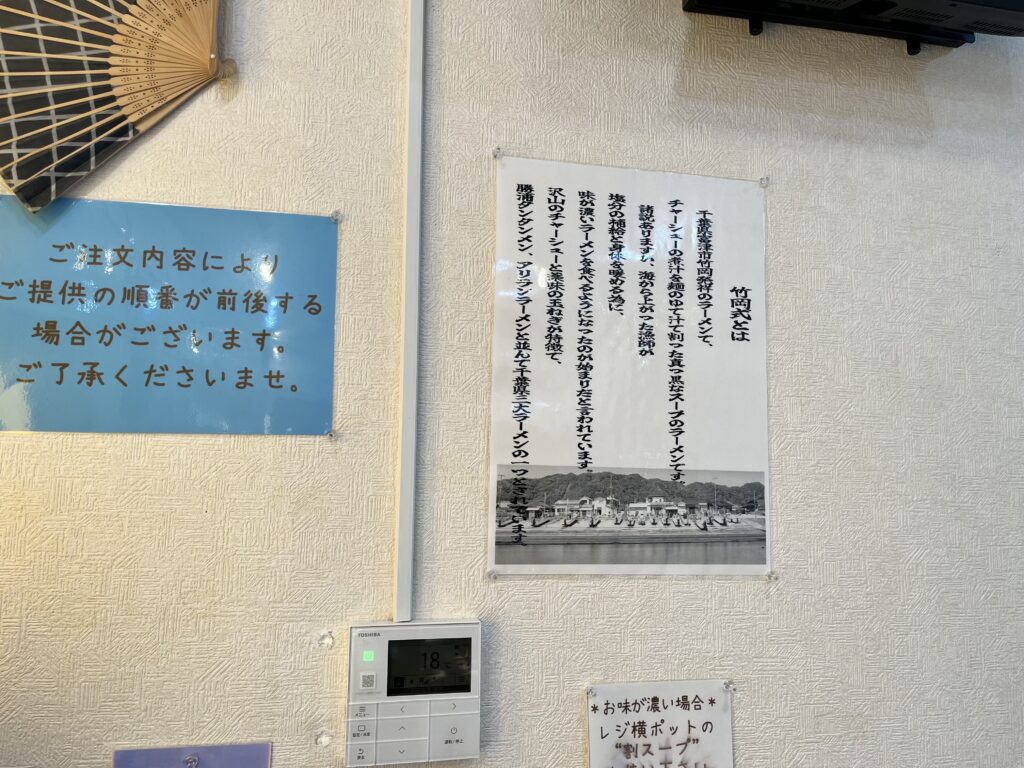 ご注文内容により
ご提供の順番が前後する
場合がございます。
ご了承くださいませ。
竹岡式とは
千葉県富津市竹岡発祥のラーメンで、
チャーシューの煮汁を麺のゆで汁で割った真っ黒なスープのラーメンです。
諸説ありますが、海から上がった漁師が
塩分の補給と身体を暖める為に、
味が濃いラーメンを食べるようになったのが始まりだと言われています。
沢山のチャーシューと薬味の玉ねぎが特徴で、
勝浦タンタンメン、アリランラーメンと並んで千葉県三大ラーメンの一つとされています。
TOSHIBA
18℃
メニュー
戻る
運転/停止
*お味が濃い場合*
レジ横ポットの
"割スープ"